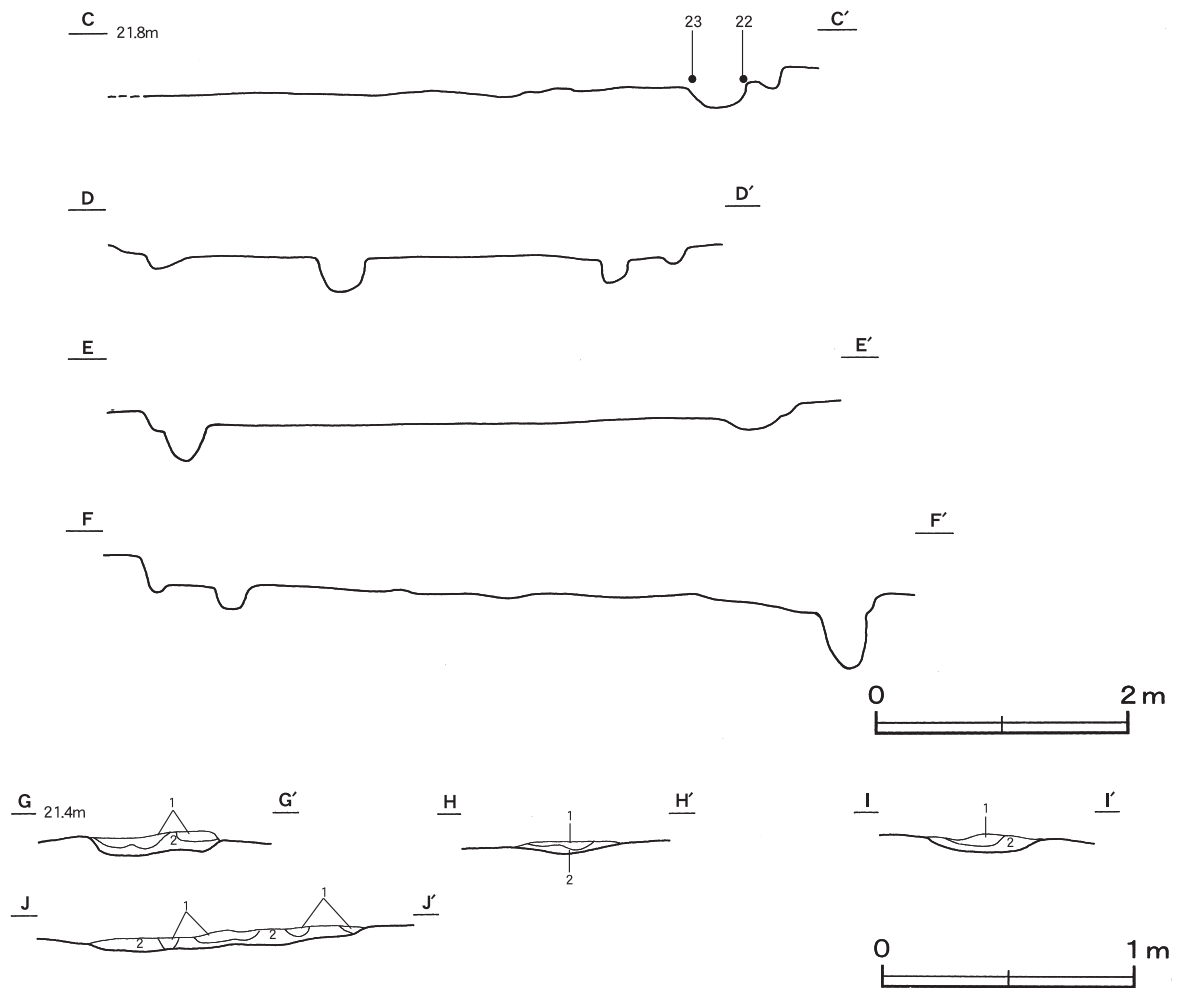 C 21.8m 23 22 C′
D D′
E E′
F F′
0 2 m
G 21.4m 1 2 G′
H 1 2 H′
I 1 2 I′
J 1 2 2 1 J′
0 1 m